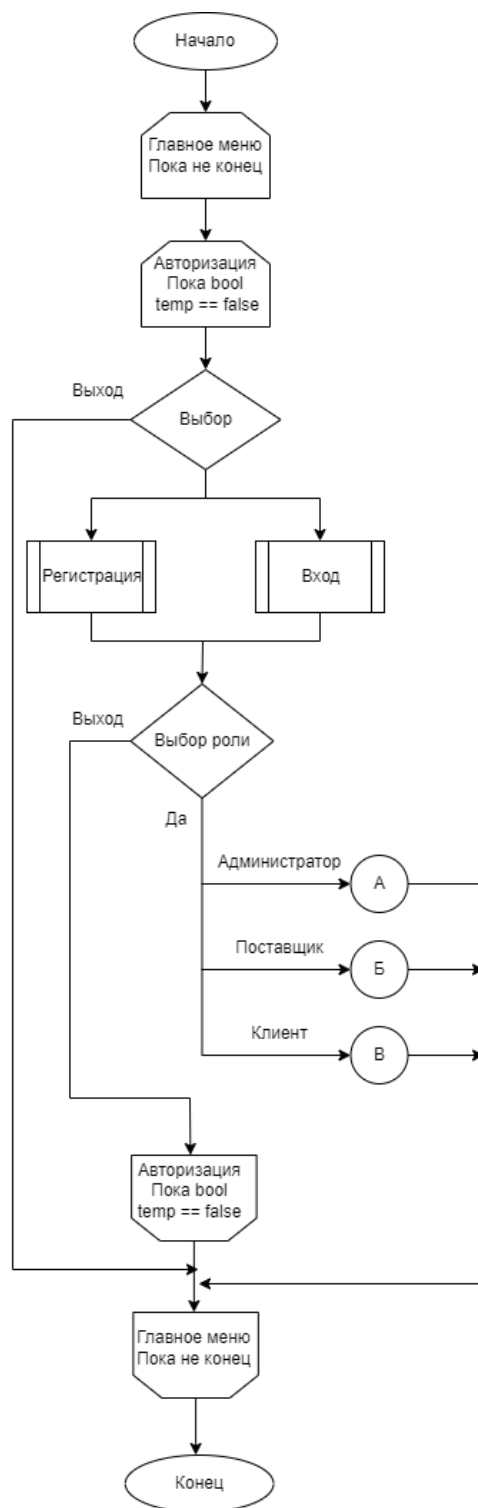 Начало
Главное меню
Пока не конец
Авторизация
Пока bool
temp == false
Выход
Выбор
Регистрация
Вход
Выход
Выбор роли
Да
Администратор
А
Поставщик
Б
Клиент
В
Авторизация
Пока bool
temp == false
Главное меню
Пока не конец
Конец